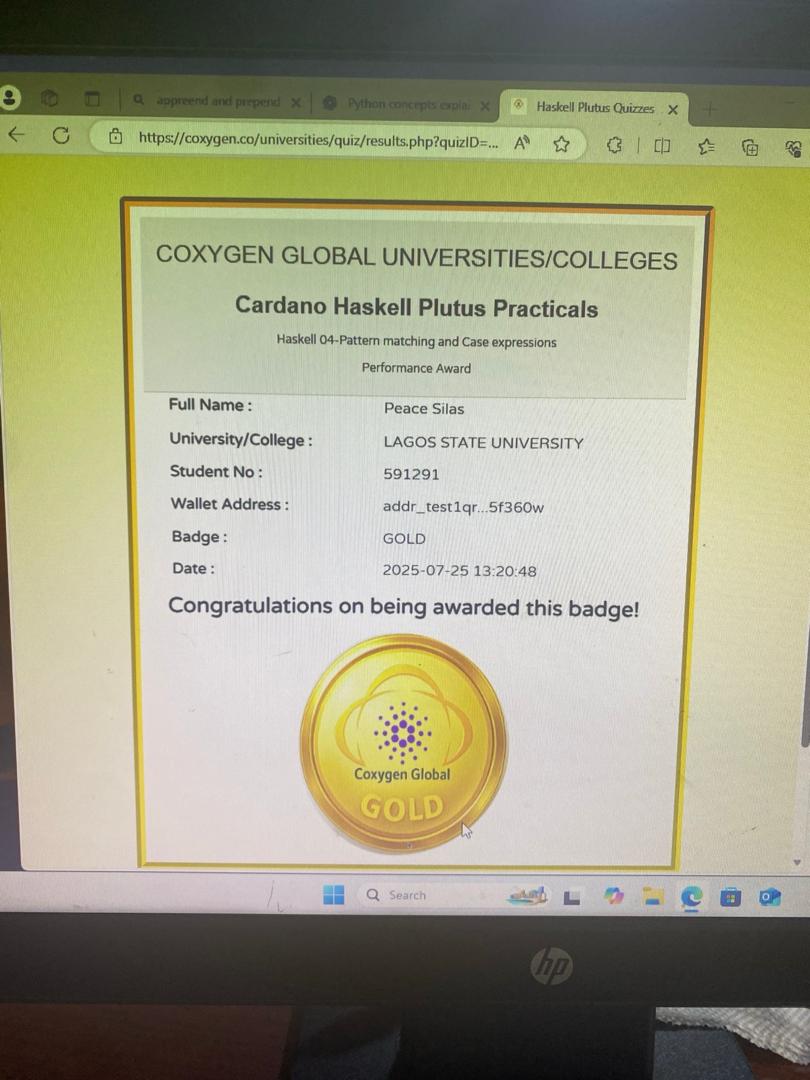 appreend and prepend
Python concepts explai
Haskell Plutus Quizzes
https://coxygen.co/universities/quiz/results.php?quizID=...
COXYGEN GLOBAL UNIVERSITIES/COLLEGES
Cardano Haskell Plutus Practicals
Haskell 04-Pattern matching and Case expressions
Performance Award
Full Name : Peace Silas
University/College : LAGOS STATE UNIVERSITY
Student No : 591291
Wallet Address : addr_test1qr...5f360w
Badge : GOLD
Date : 2025-07-25 13:20:48
Congratulations on being awarded this badge!
Coxygen Global
GOLD
Search
hp